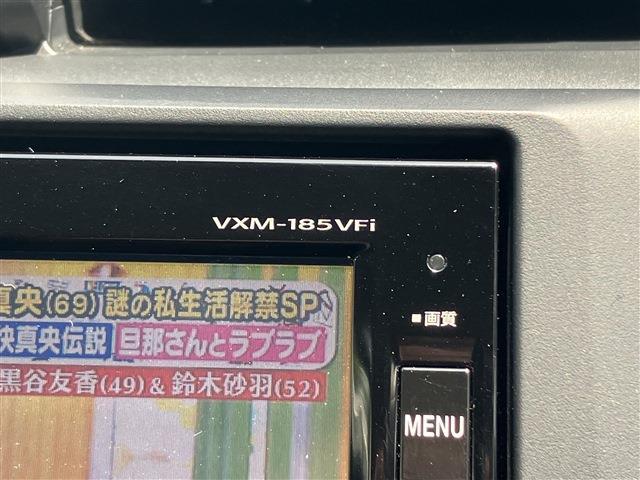 VXM-185VFi
■画質
真央(69) 謎の私生活解禁SP
映真央伝説 旦那さんとラブラブ
黒谷友香(49) & 鈴木砂羽(52)
MENU